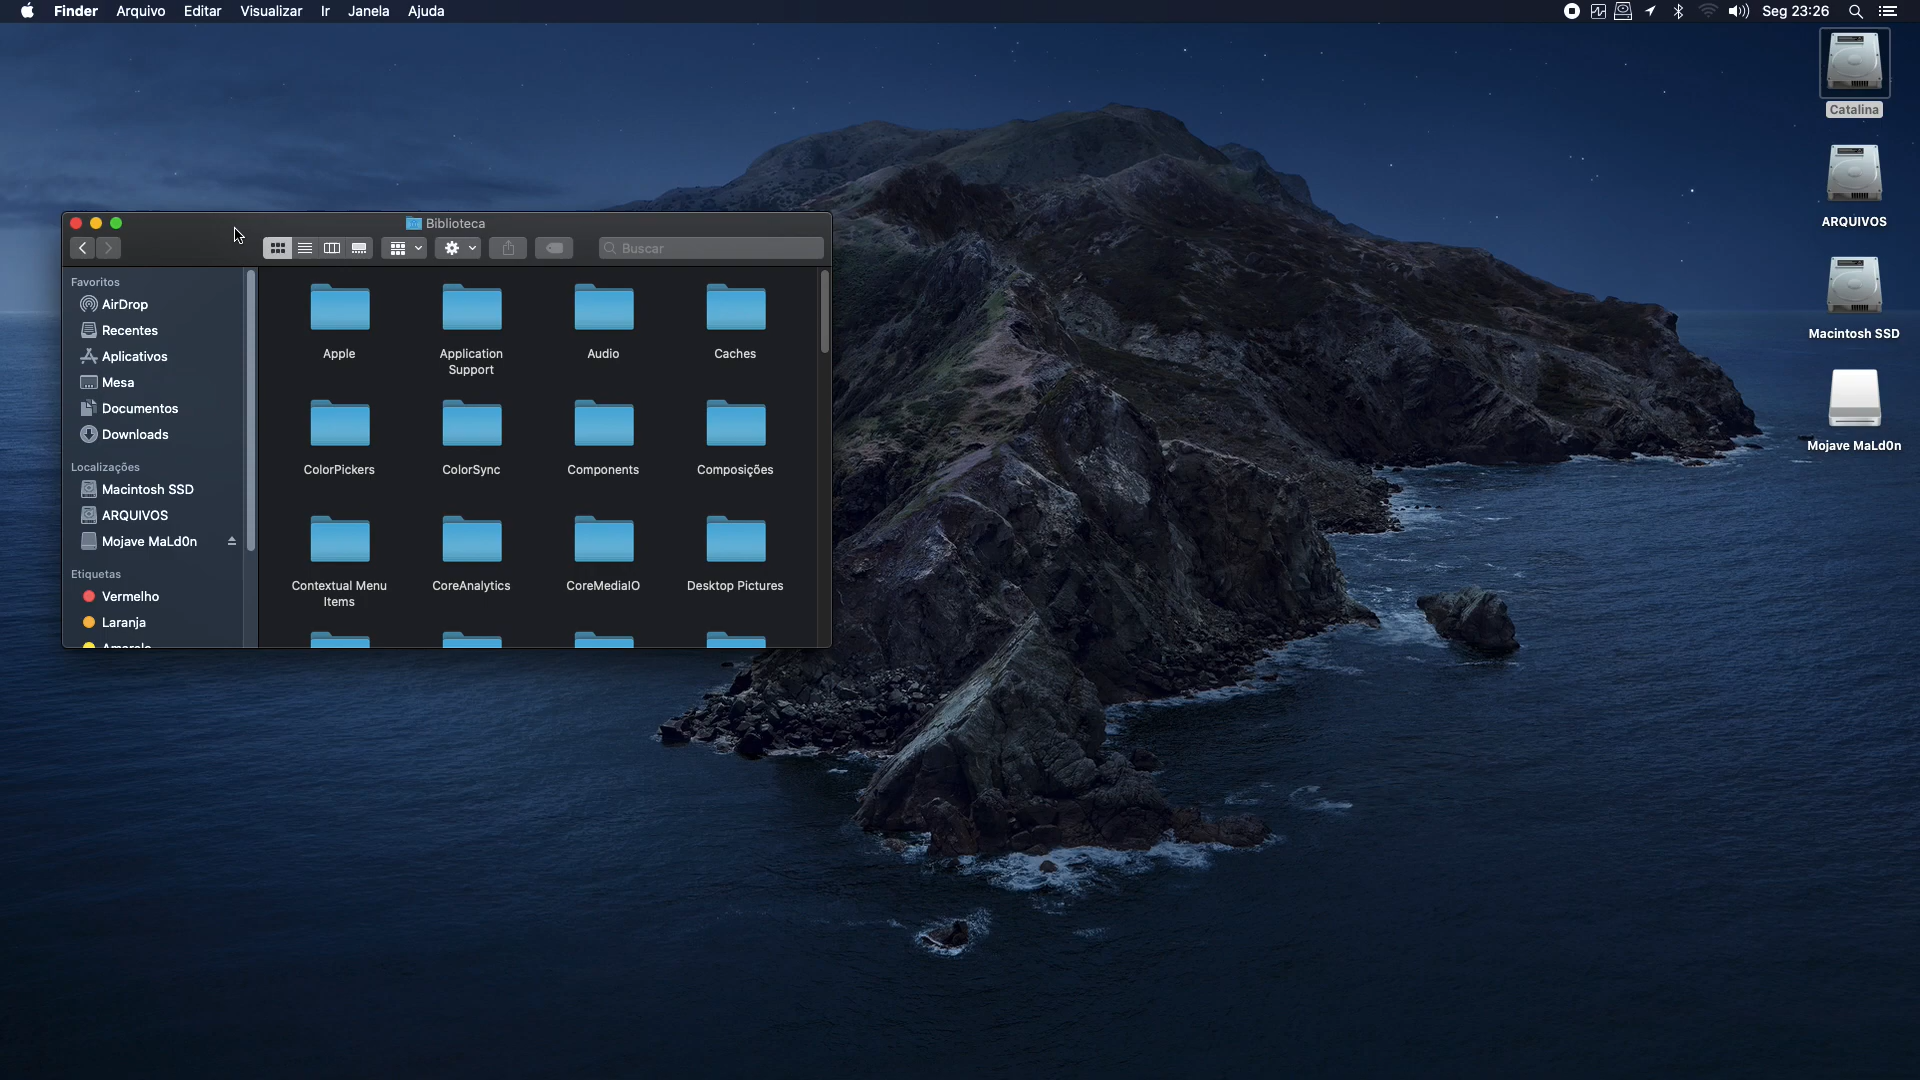 Finder Arquivo Editar Visualizar Ir Janela Ajuda
Seg 23:26
Catalina
ARQUIVOS
Macintosh SSD
Mojave MaLd0n
Biblioteca
Buscar
Favoritos
AirDrop
Recentes
Aplicativos
Mesa
Documentos
Downloads
Localizações
Macintosh SSD
ARQUIVOS
Mojave MaLd0n
Etiquetas
Vermelho
Laranja
Amarelo
Apple
Application
Support
Audio
Caches
ColorPickers
ColorSync
Components
Composições
Contextual Menu
Items
CoreAnalytics
CoreMediaIO
Desktop Pictures